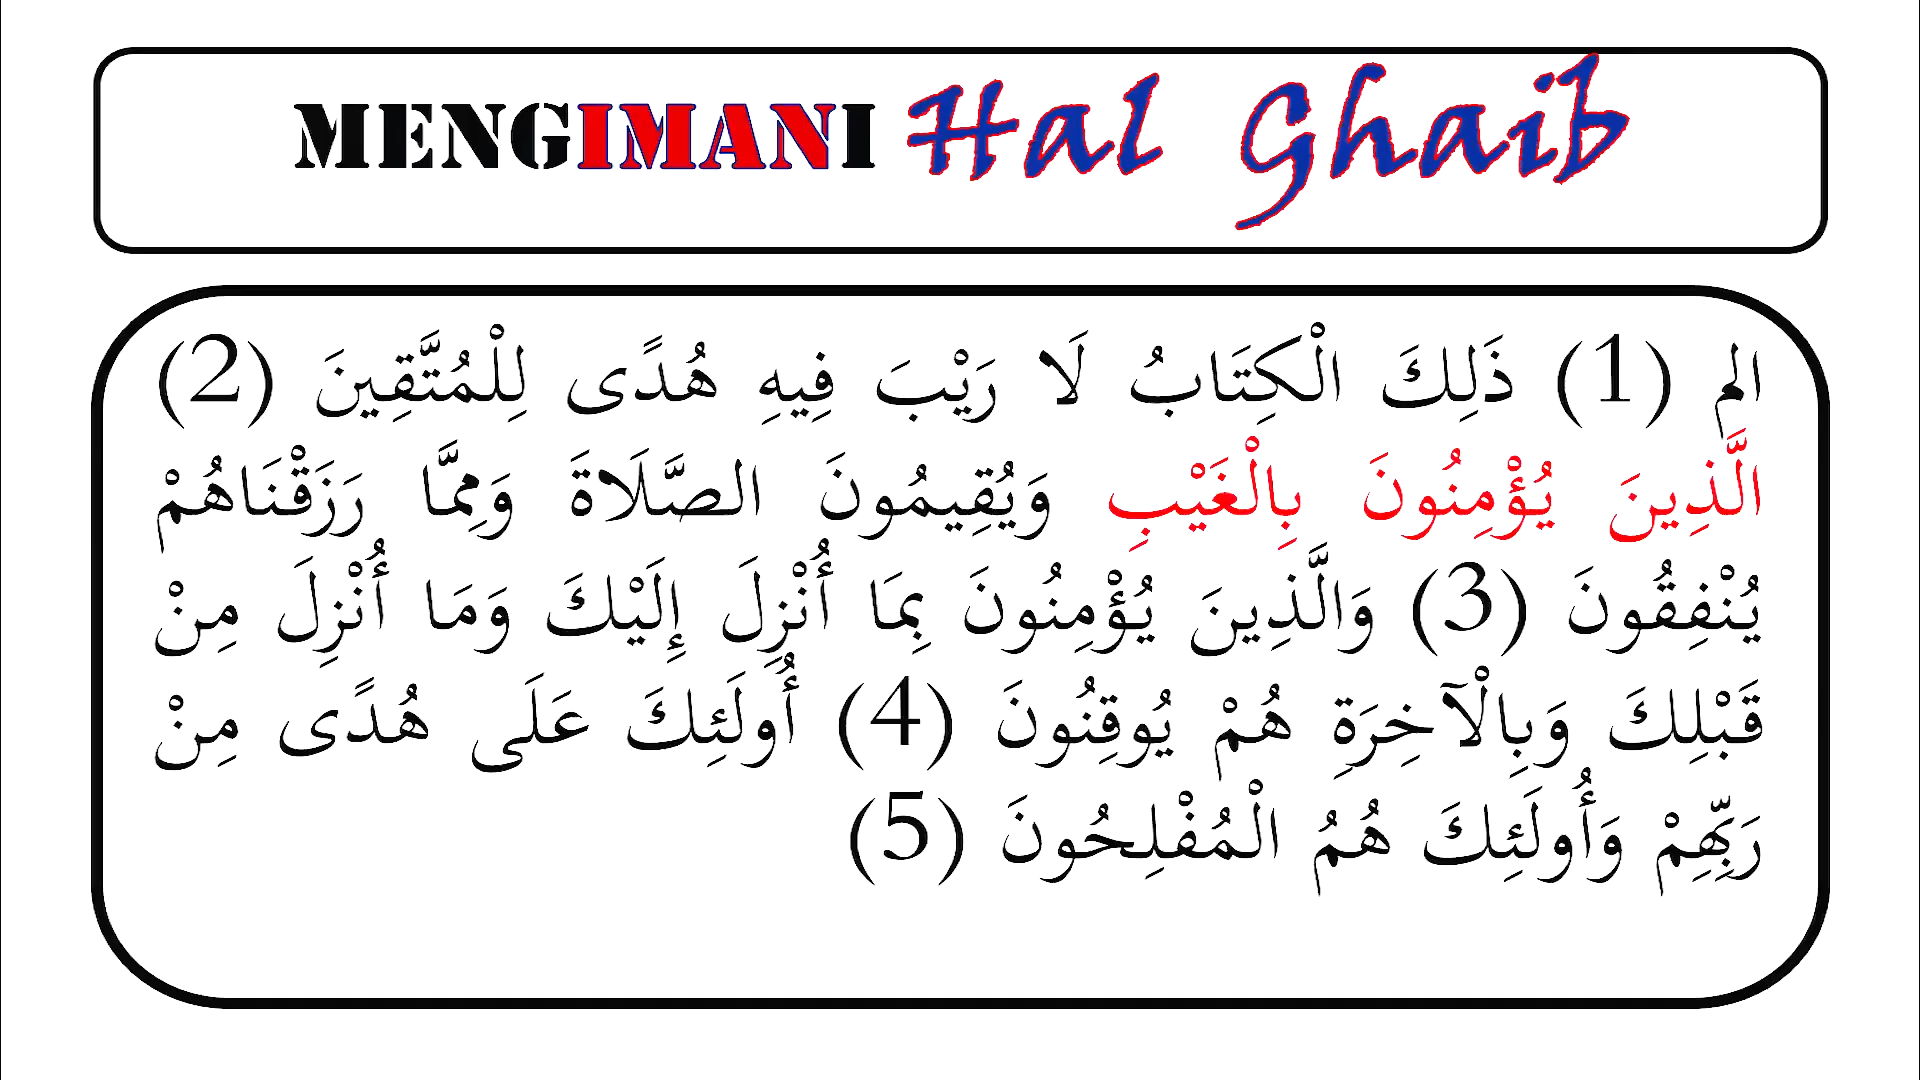 MENGIMANI Hal Ghaib
الم (1) ذَلِكَ الْكِتَابُ لَا رَيْبَ فِيهِ هُدًى لِلْمُتَّقِينَ (2)
الَّذِينَ يُؤْمِنُونَ بِالْغَيْبِ وَيُقِيمُونَ الصَّلَاةَ وَمِمَّا رَزَقْنَاهُمْ
يُنْفِقُونَ (3) وَالَّذِينَ يُؤْمِنُونَ بِمَا أُنْزِلَ إِلَيْكَ وَمَا أُنْزِلَ مِنْ
قَبْلِكَ وَبِالْآخِرَةِ هُمْ يُوقِنُونَ (4) أُولَئِكَ عَلَى هُدًى مِنْ
رَبِّهِمْ وَأُولَئِكَ هُمُ الْمُفْلِحُونَ (5)